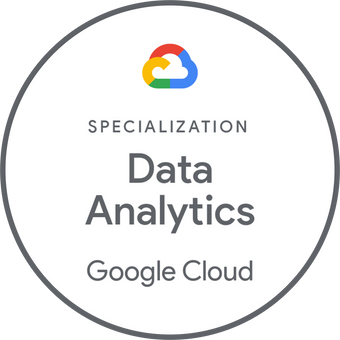 SPECIALIZATION
Data
Analytics
Google Cloud